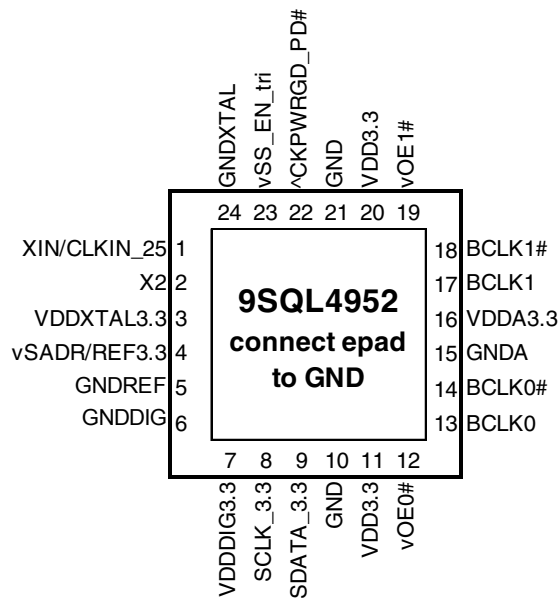 GNDXTAL
vSS_EN_tri
^CKPWRGD_PD#
GND
VDD3.3
vOE1#
24 23 22 21 20 19
XIN/CLKIN_25 1
X2 2
VDDXTAL3.3 3
vSADR/REF3.3 4
GNDREF 5
GNDDIG 6
9SQL4952
connect epad
to GND
18 BCLK1#
17 BCLK1
16 VDDA3.3
15 GNDA
14 BCLK0#
13 BCLK0
7 8 9 10 11 12
VDDDIG3.3
SCLK_3.3
SDATA_3.3
GND
VDD3.3
vOE0#